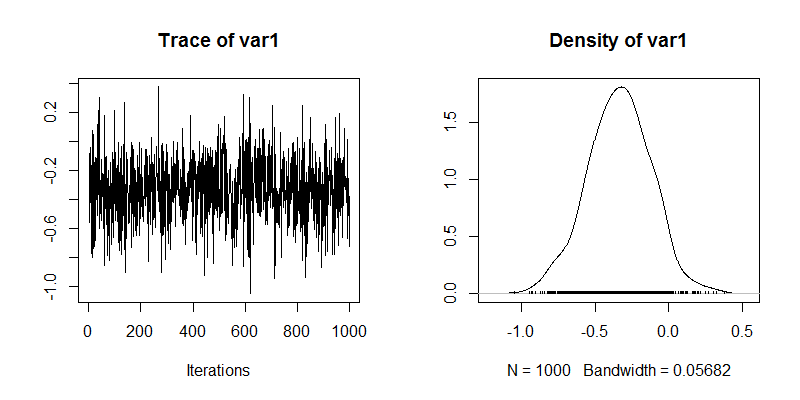 Trace of var1
0.2
-0.2
-0.6
-1.0
0 200 400 600 800 1000
Iterations
Density of var1
1.5
1.0
0.5
0.0
-1.0 -0.5 0.0 0.5
N = 1000 Bandwidth = 0.05682